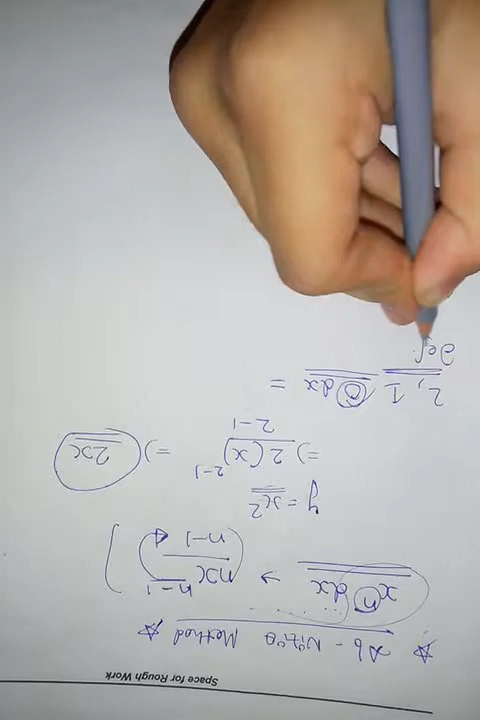 Space for Rough Work
☆ Method ☆
xⁿ dx → nxⁿ⁻¹
n-1
y = x²
⇒ 2(x)²⁻¹ ⇒ 2x
2-1
2, 1 dx =
Def.